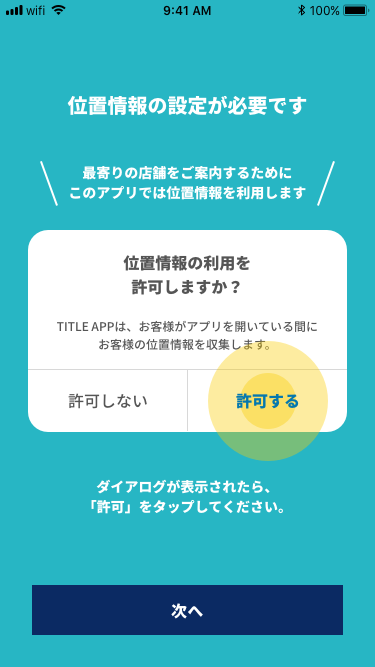 wifi 9:41 AM 100%
位置情報の設定が必要です
最寄りの店舗をご案内するために
このアプリでは位置情報を利用します
位置情報の利用を
許可しますか？
TITLE APPは、お客様がアプリを開いている間に
お客様の位置情報を収集します。
許可しない 許可する
ダイアログが表示されたら、
「許可」をタップしてください。
次へ